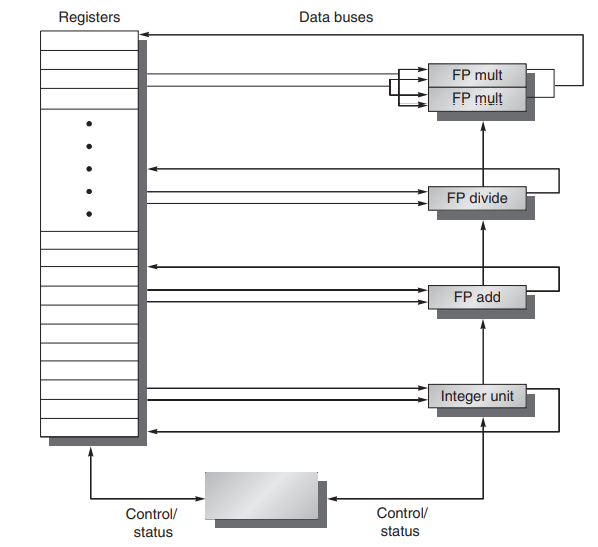 Registers
Data buses
FP mult
FP mult
FP divide
FP add
Integer unit
Control/
status
Control/
status